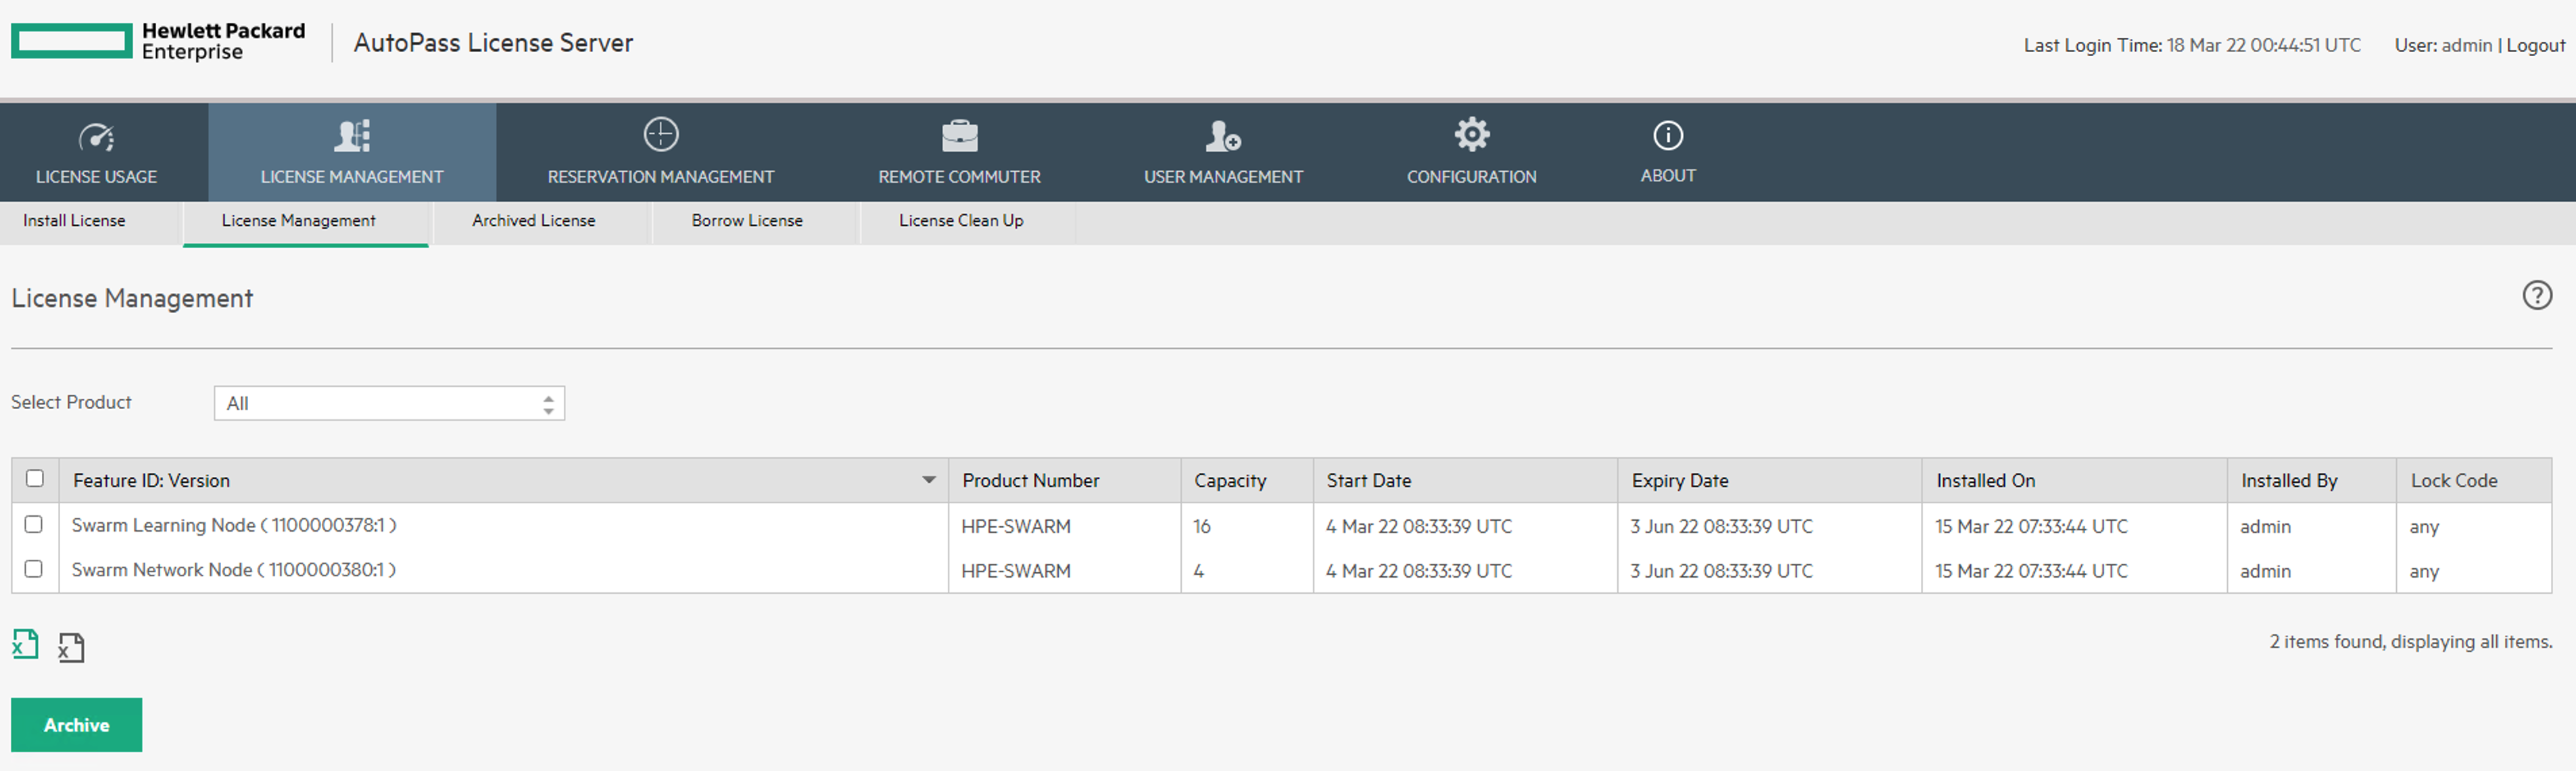 Hewlett Packard
Enterprise
AutoPass License Server
Last Login Time: 18 Mar 22 00:44:51 UTC User: admin | Logout
LICENSE USAGE LICENSE MANAGEMENT RESERVATION MANAGEMENT REMOTE COMMUTER USER MANAGEMENT CONFIGURATION ABOUT
Install License License Management Archived License Borrow License License Clean Up
License Management
Select Product All
Feature ID: Version Product Number Capacity Start Date Expiry Date Installed On Installed By Lock Code
Swarm Learning Node ( 1100000378:1 ) HPE-SWARM 16 4 Mar 22 08:33:39 UTC 3 Jun 22 08:33:39 UTC 15 Mar 22 07:33:44 UTC admin any
Swarm Network Node ( 1100000380:1 ) HPE-SWARM 4 4 Mar 22 08:33:39 UTC 3 Jun 22 08:33:39 UTC 15 Mar 22 07:33:44 UTC admin any
2 items found, displaying all items.
Archive